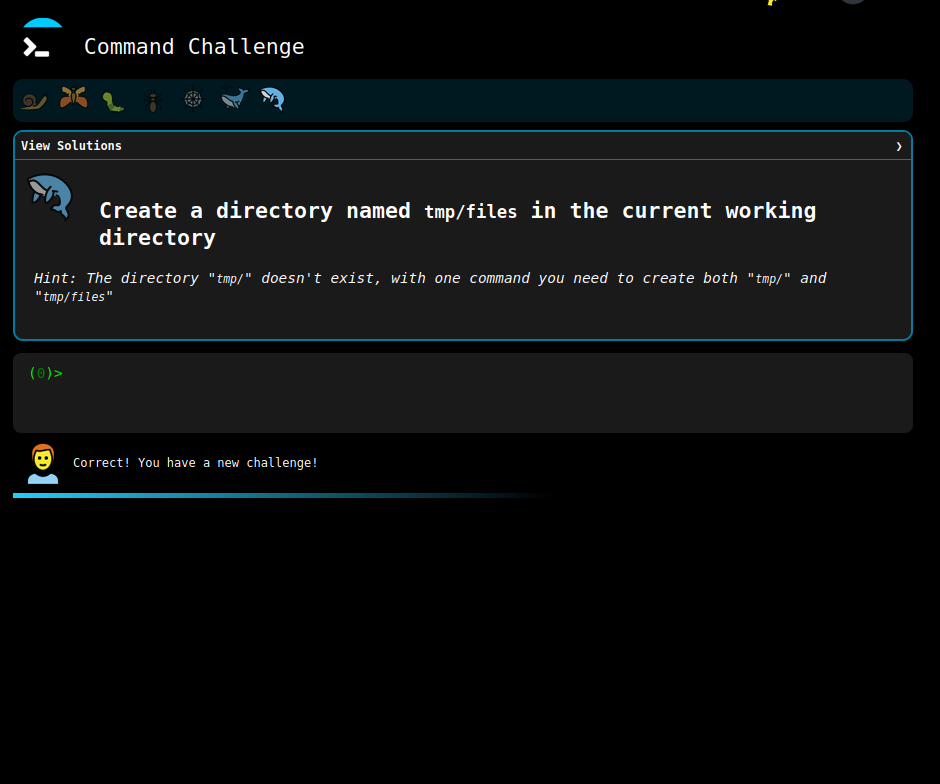 Command Challenge
View Solutions ❯
Create a directory named tmp/files in the current working
directory
Hint: The directory "tmp/" doesn't exist, with one command you need to create both "tmp/" and
"tmp/files"
(0)>
Correct! You have a new challenge!